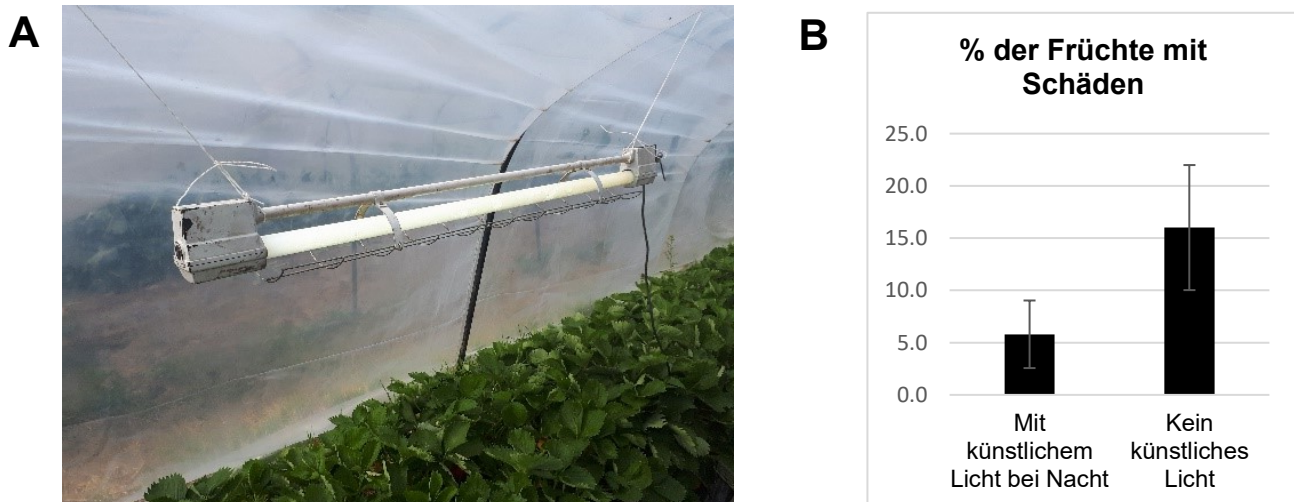 A
B
% der Früchte mit
Schäden
25.0
20.0
15.0
10.0
5.0
0.0
Mit
künstlichem
Licht bei Nacht
Kein
künstliches
Licht